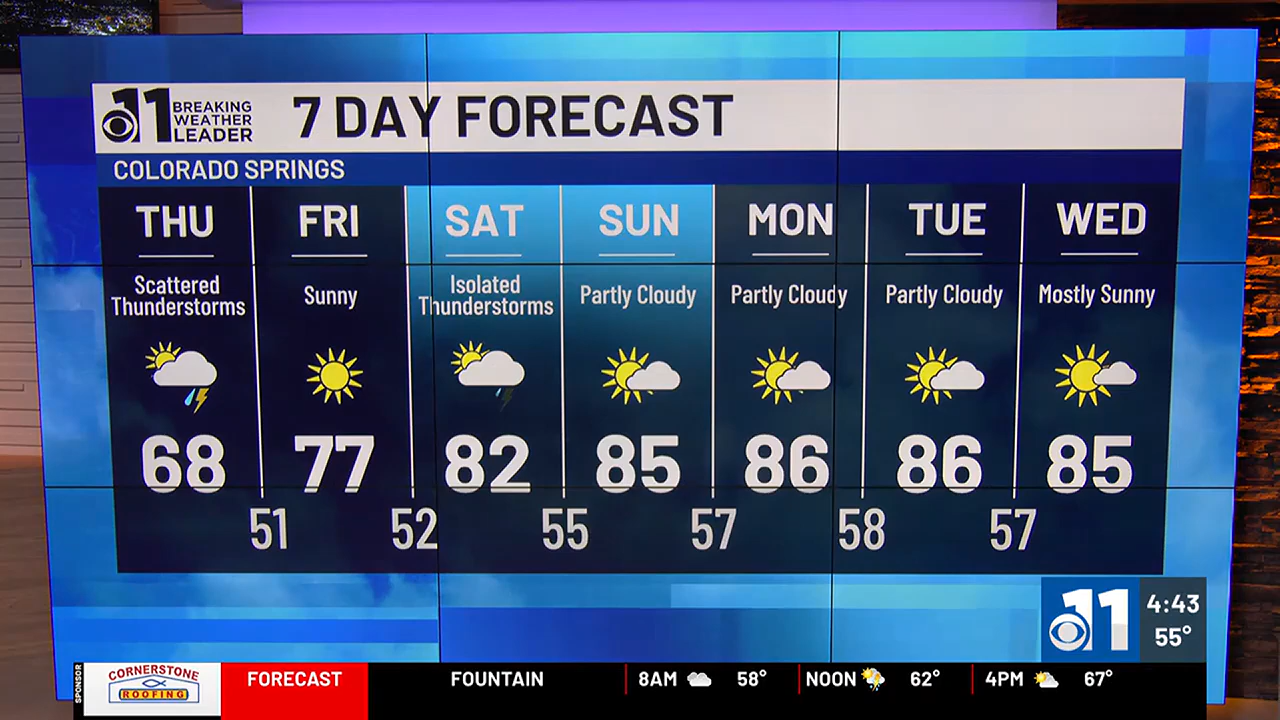 11 BREAKING
WEATHER
LEADER
7 DAY FORECAST
COLORADO SPRINGS
THU FRI SAT SUN MON TUE WED
Scattered Thunderstorms
Sunny
Isolated Thunderstorms
Partly Cloudy
Partly Cloudy
Partly Cloudy
Mostly Sunny
68 77 82 85 86 86 85
51 52 55 57 58 57
11
4:43
55°
SPONSOR
CORNERSTONE
ROOFING
FORECAST
FOUNTAIN
8AM 58°
NOON 62°
4PM 67°